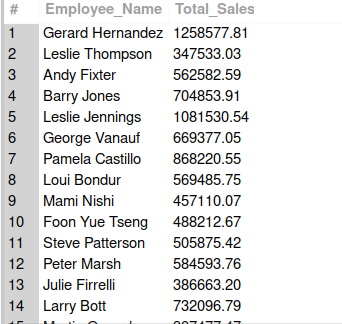 # Employee_Name Total_Sales
1 Gerard Hernandez 1258577.81
2 Leslie Thompson 347533.03
3 Andy Fixter 562582.59
4 Barry Jones 704853.91
5 Leslie Jennings 1081530.54
6 George Vanauf 669377.05
7 Pamela Castillo 868220.55
8 Loui Bondur 569485.75
9 Mami Nishi 457110.07
10 Foon Yue Tseng 488212.67
11 Steve Patterson 505875.42
12 Peter Marsh 584593.76
13 Julie Firrelli 386663.20
14 Larry Bott 732096.79